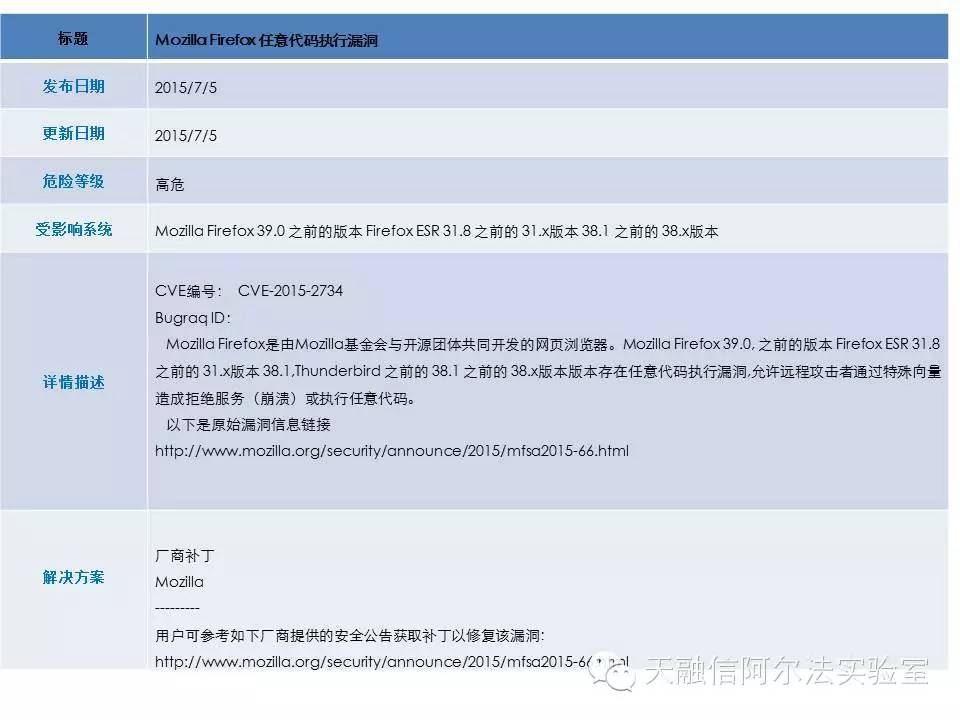 标题 Mozilla Firefox 任意代码执行漏洞
发布日期 2015/7/5
更新日期 2015/7/5
危险等级 高危
受影响系统 Mozilla Firefox 39.0 之前的版本 Firefox ESR 31.8 之前的 31.x版本 38.1 之前的 38.x版本
CVE编号： CVE-2015-2734
Bugraq ID：
Mozilla Firefox是由Mozilla基金会与开源团体共同开发的网页浏览器。Mozilla Firefox 39.0, 之前的版本 Firefox ESR 31.8
详情描述
之前的 31.x版本 38.1,Thunderbird 之前的 38.1 之前的 38.x版本版本存在任意代码执行漏洞,允许远程攻击者通过特殊向量
造成拒绝服务（崩溃）或执行任意代码。
以下是原始漏洞信息链接
http://www.mozilla.org/security/announce/2015/mfsa2015-66.html
解决方案
厂商补丁
Mozilla
---------
用户可参考如下厂商提供的安全公告获取补丁以修复该漏洞：
http://www.mozilla.org/security/announce/2015/mfsa2015-66.html
天融信阿尔法实验室